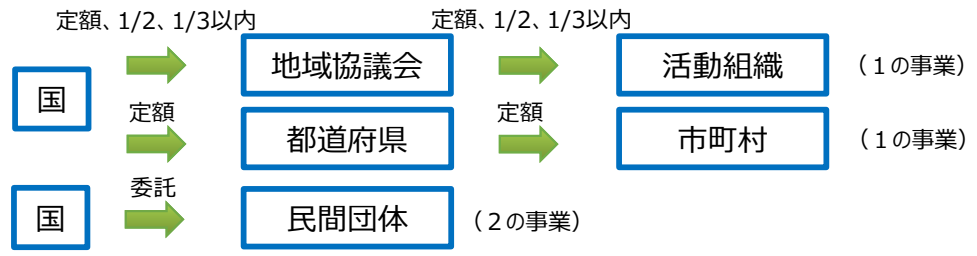 定額、1/2、1/3以内 定額、1/2、1/3以内
国 地域協議会 活動組織 （１の事業）
定額 定額
都道府県 市町村 （１の事業）
委託
国 民間団体 （２の事業）